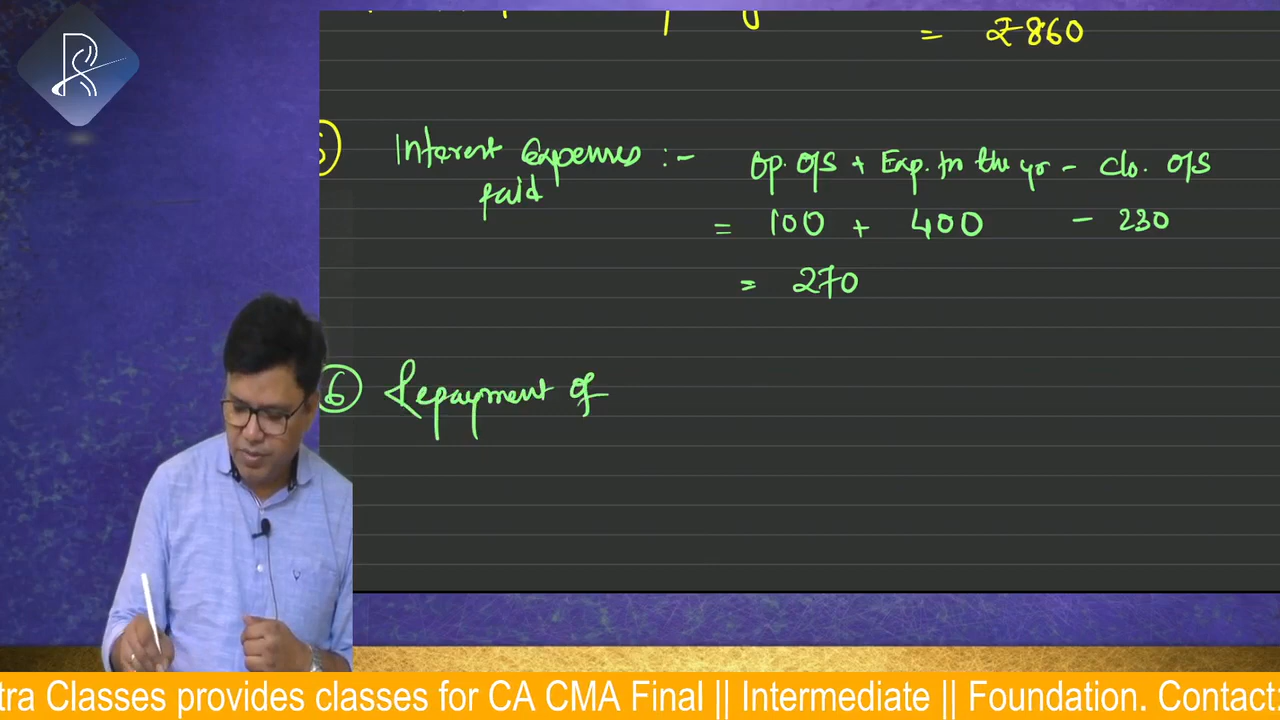 = ₹860
5 Interest Expenses :- Op. O/S + Exp. for the yr - Clo. O/S
paid
= 100 + 400 - 230
= 270
6 Repayment of
tra Classes provides classes for CA CMA Final || Intermediate || Foundation. Contact: